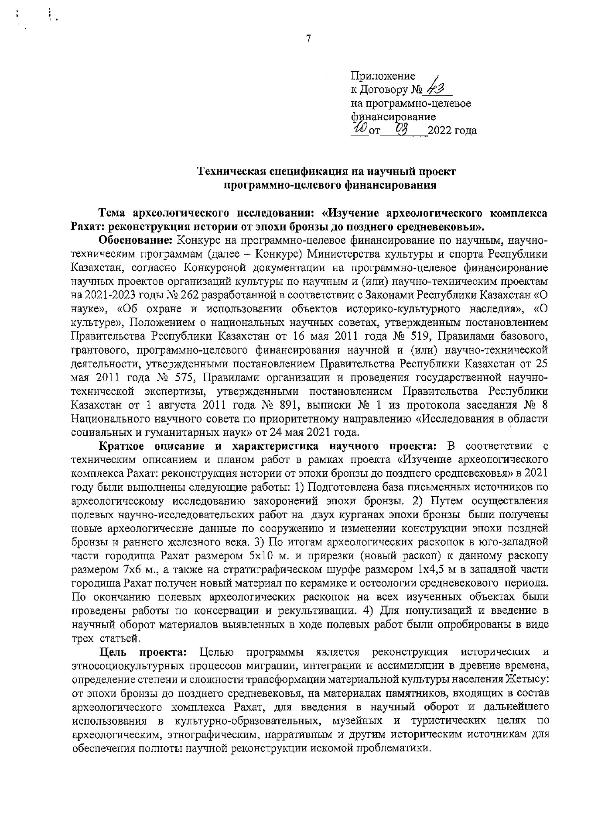 7
Приложение
к Договору № 43
на программно-целевое
финансирование
10 от 03 2022 года
Техническая спецификация на научный проект
программно-целевого финансирования
Тема археологического исследования: «Изучение археологического комплекса
Рахат: реконструкция истории от эпохи бронзы до позднего средневековья».
Обоснование: Конкурс на программно-целевое финансирование по научным, научно-
техническим программам (далее – Конкурс) Министерства культуры и спорта Республики
Казахстан, согласно Конкурсной документации на программно-целевое финансирование
научных проектов организаций культуры по научным и (или) научно-техническим проектам
на 2021-2023 годы № 262 разработанной в соответствии с Законами Республики Казахстан «О
науке», «Об охране и использовании объектов историко-культурного наследия», «О
культуре», Положением о национальных научных советах, утвержденным постановлением
Правительства Республики Казахстан от 16 мая 2011 года № 519, Правилами базового,
грантового, программно-целевого финансирования научной и (или) научно-технической
деятельности, утвержденными постановлением Правительства Республики Казахстан от 25
мая 2011 года № 575, Правилами организации и проведения государственной научно-
технической экспертизы, утвержденными постановлением Правительства Республики
Казахстан от 1 августа 2011 года № 891, выписки № 1 из протокола заседания № 8
Национального научного совета по приоритетному направлению «Исследования в области
социальных и гуманитарных наук» от 24 мая 2021 года.
Краткое описание и характеристика научного проекта: В соответствии с
техническим описанием и планом работ в рамках проекта «Изучение археологического
комплекса Рахат: реконструкция истории от эпохи бронзы до позднего средневековья» в 2021
году были выполнены следующие работы: 1) Подготовлена база письменных источников по
археологическому исследованию захоронений эпохи бронзы. 2) Путем осуществления
полевых научно-исследовательских работ на двух курганах эпохи бронзы были получены
новые археологические данные по сооружению и изменении конструкции эпохи поздней
бронзы и раннего железного века. 3) По итогам археологических раскопок в юго-западной
части городища Рахат размером 5х10 м. и прирезки (новый раскоп) к данному раскопу
размером 7х6 м., а также на стратиграфическом шурфе размером 1х4,5 м в западной части
городища Рахат получен новый материал по керамике и остеологии средневекового периода.
По окончанию полевых археологических раскопок на всех изученных объектах были
проведены работы по консервации и рекультивации. 4) Для популизаций и введение в
научный оборот материалов выявленных в ходе полевых работ были опробированы в виде
трех статьей.
Цель проекта: Целью программы является реконструкция исторических и
этносоциокультурных процессов миграции, интеграции и ассимиляции в древние времена,
определение степени и сложности трансформации материальной культуры населения Жетысу:
от эпохи бронзы до позднего средневековья, на материалах памятников, входящих в состав
археологического комплекса Рахат, для введения в научный оборот и дальнейшего
использования в культурно-образовательных, музейных и туристических целях по
археологическим, этнографическим, нарративным и другим историческим источникам для
обеспечения полноты научной реконструкции искомой проблематики.